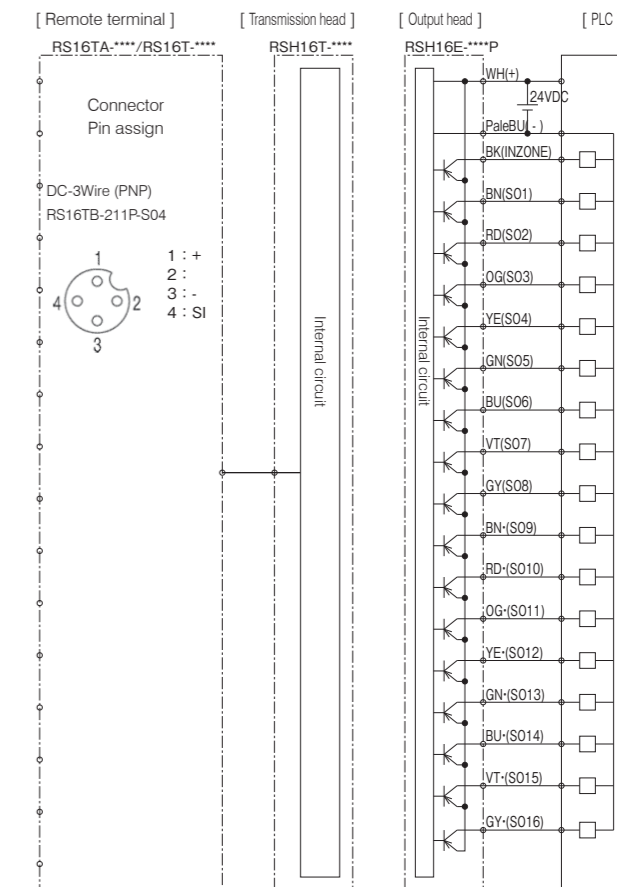 [ Remote terminal ]
[ Transmission head ]
[ Output head ]
[ PLC
RS16TA-****/RS16T-****
RSH16T-****
RSH16E-****P
Connector
Pin assign
DC-3Wire (PNP)
RS16TB-211P-S04
1
2
3
4
1 : +
2 :
3 : -
4 : SI
Internal circuit
Internal circuit
WH(+)
24VDC
PaleBU( - )
BK(INZONE)
BN(SO1)
RD(SO2)
OG(SO3)
YE(SO4)
GN(SO5)
BU(SO6)
VT(SO7)
GY(SO8)
BN•(SO9)
RD•(SO10)
OG•(SO11)
YE•(SO12)
GN•(SO13)
BU•(SO14)
VT•(SO15)
GY•(SO16)